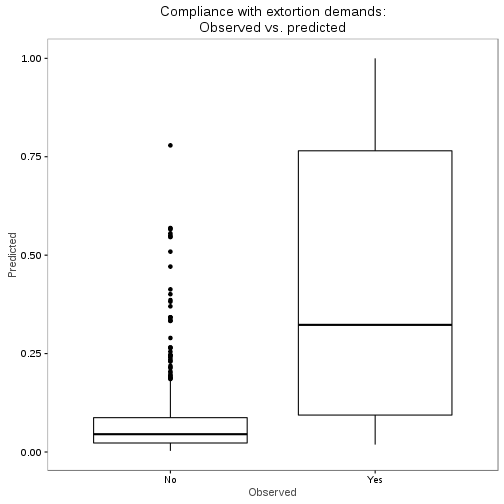 Compliance with extortion demands:
Observed vs. predicted
1.00
0.75
0.50
0.25
0.00
Predicted
No
Yes
Observed